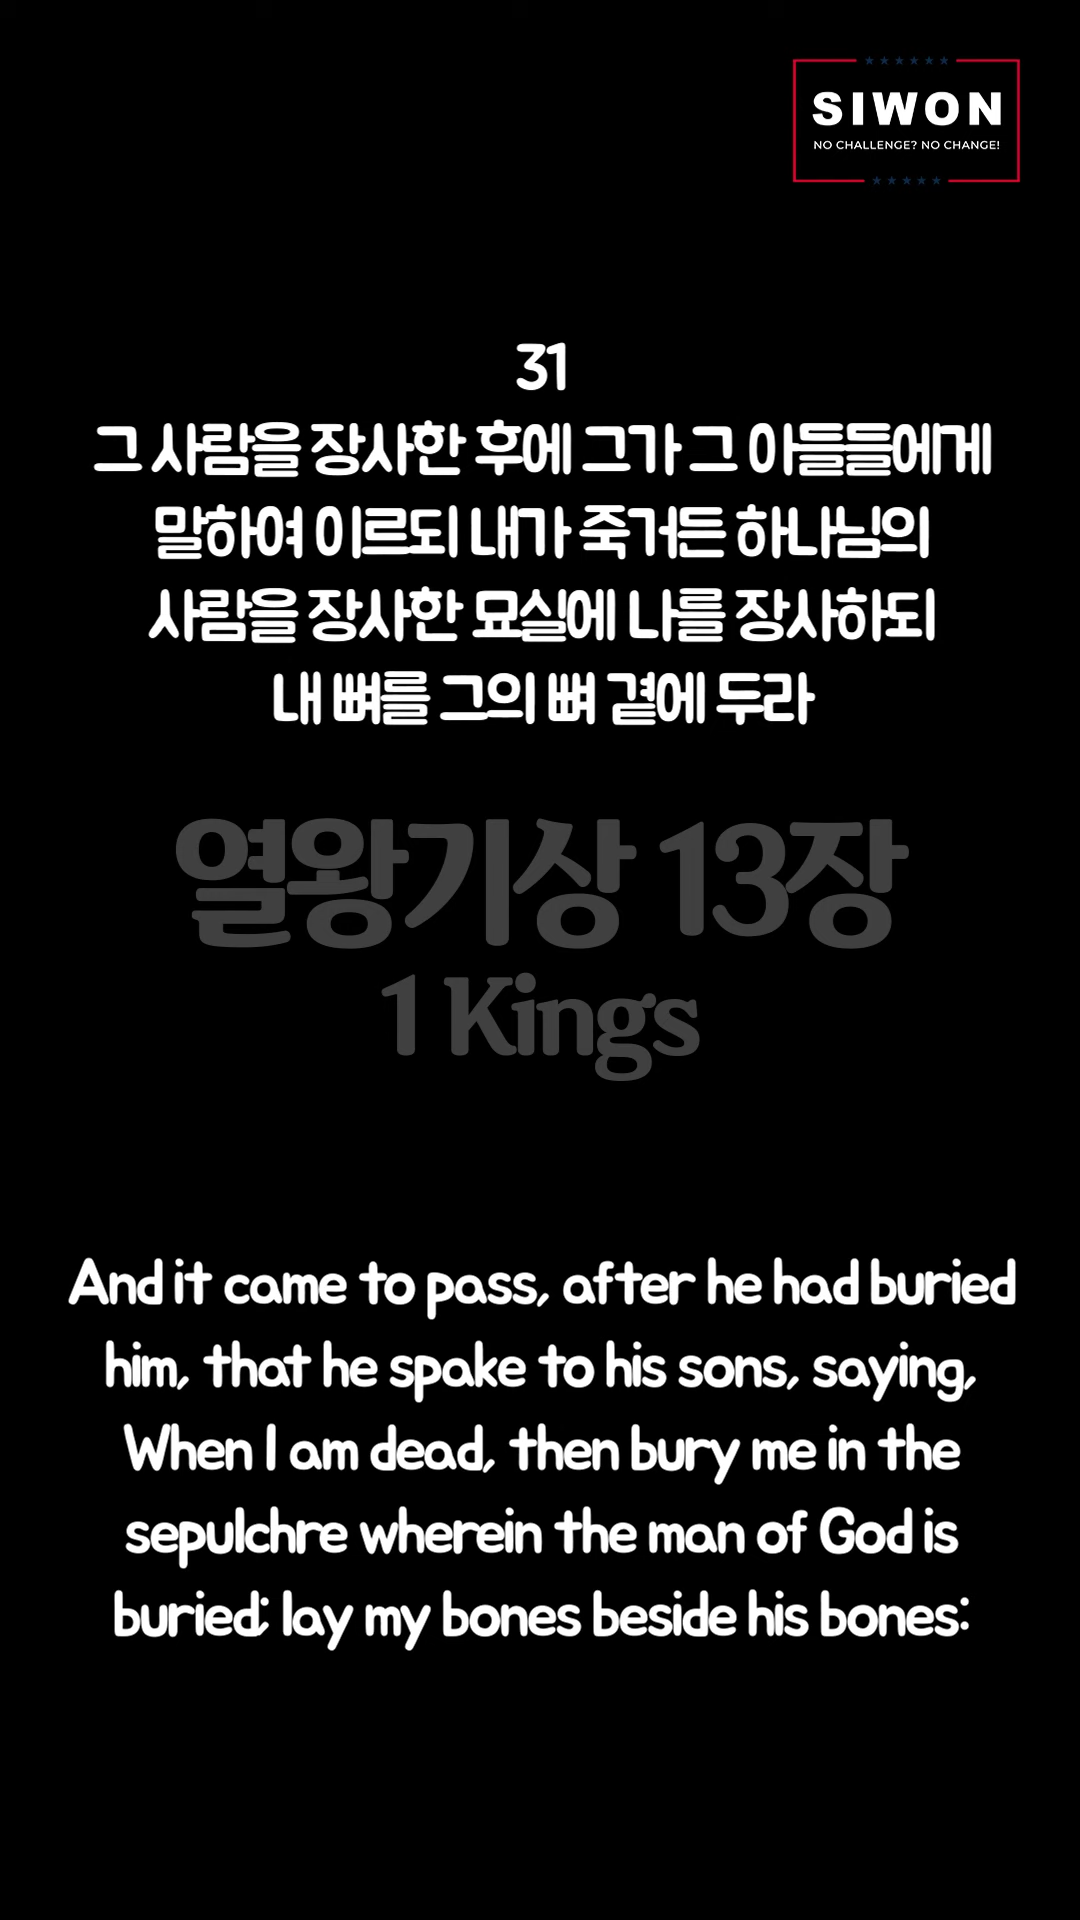 SIWON
NO CHALLENGE? NO CHANGE!
31
그 사람을 장사한 후에 그가 그 아들들에게
말하여 이르되 내가 죽거든 하나님의
사람을 장사한 묘실에 나를 장사하되
내 뼈를 그의 뼈 곁에 두라
열왕기상 13장
1 Kings
And it came to pass, after he had buried
him, that he spake to his sons, saying,
When I am dead, then bury me in the
sepulchre wherein the man of God is
buried; lay my bones beside his bones: